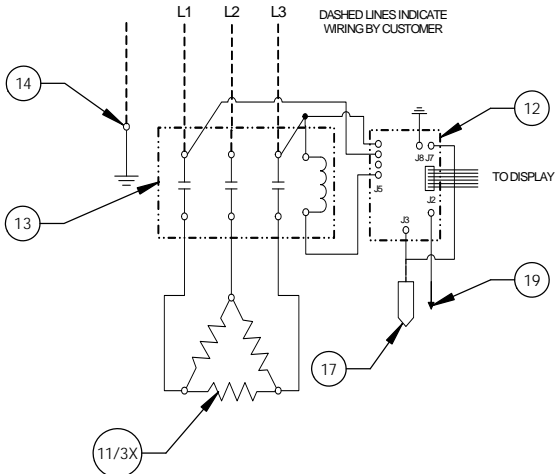 L1 L2 L3
DASHED LINES INDICATE
WIRING BY CUSTOMER
14
12
J8 J7
TO DISPLAY
J5
J2
13
J3
19
17
11/3X